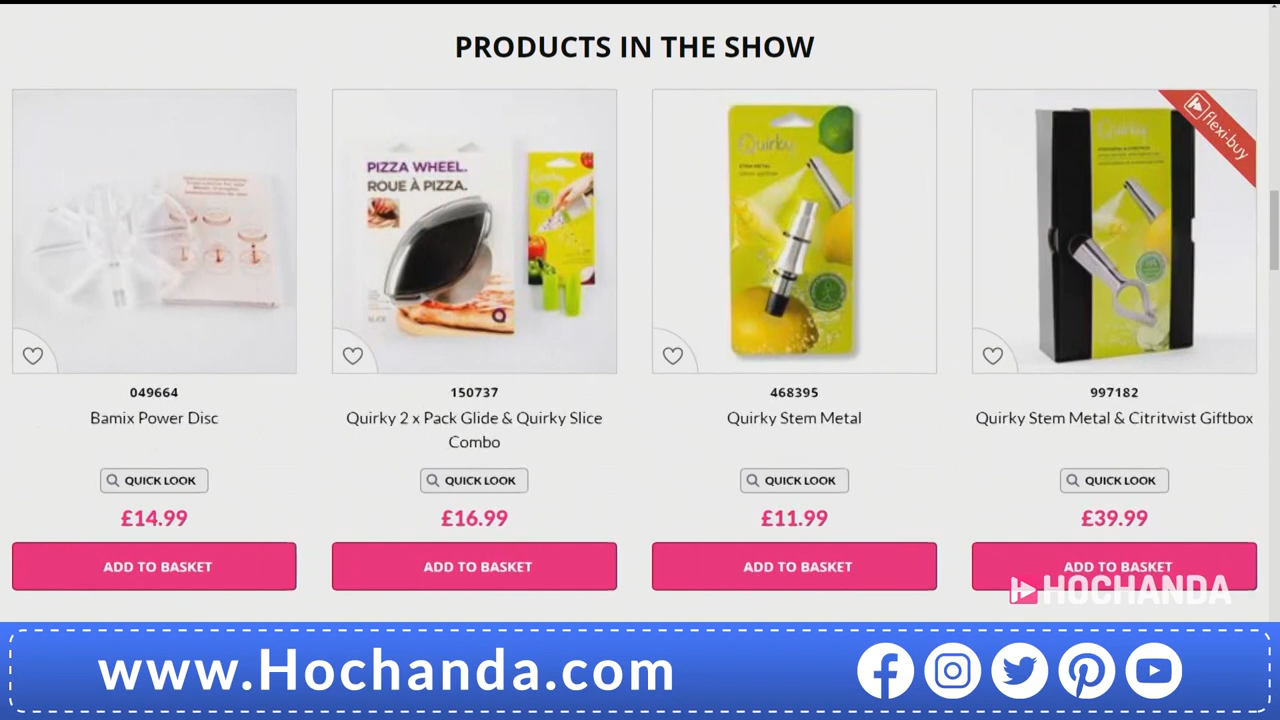 PRODUCTS IN THE SHOW
PIZZA WHEEL.
ROUE À PIZZA.
Quirky
STEM METAL
Quirky
flexi-buy
049664
150737
468395
997182
Bamix Power Disc
Quirky 2 x Pack Glide & Quirky Slice
Combo
Quirky Stem Metal
Quirky Stem Metal & Citritwist Giftbox
QUICK LOOK
QUICK LOOK
QUICK LOOK
QUICK LOOK
£14.99
£16.99
£11.99
£39.99
ADD TO BASKET
ADD TO BASKET
ADD TO BASKET
ADD TO BASKET
HOCHANDA
www.Hochanda.com